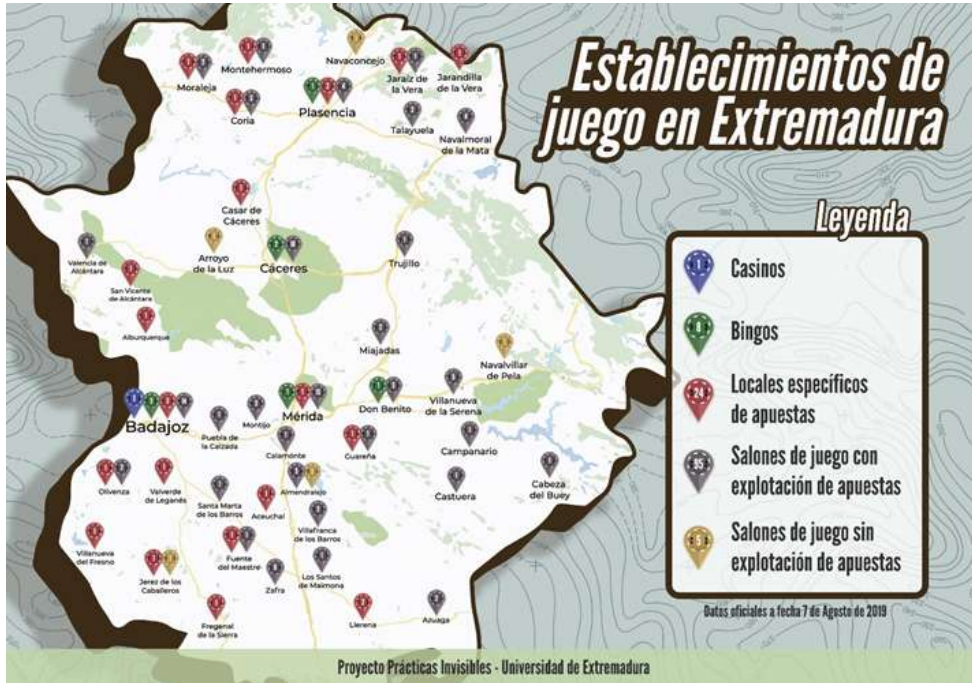 Establecimientos de
juego en Extremadura
Leyenda
Casinos
Bingos
24
Locales específicos
de apuestas
95
Salones de juego con
explotación de apuestas
5
Salones de juego sin
explotación de apuestas
Datos oficiales a fecha 7 de Agosto de 2019
Moraleja
Montehermoso
Navaconcejo
Jaraíz de
la Vera
Jarandilla
de la Vera
Coria
Plasencia
Talayuela
Navalmoral
de la Mata
Casar de
Cáceres
Valencia de
Alcántara
Arroyo
de la Luz
Cáceres
Trujillo
San Vicente
de Alcántara
Alburquerque
Miajadas
Navalvillar
de Pela
Badajoz
Puebla de
la Calzada
Montijo
Mérida
Don Benito
Villanueva
de la Serena
Calamonte
Guareña
Campanario
Olivenza
Valverde
de Leganés
Santa Marta
de los Barros
Aceuchal
Almendralejo
Castuera
Cabeza
del Buey
Villanueva
del Fresno
Villafranca
de los Barros
Jerez de los
Caballeros
Fuente
del Maestre
Zafra
Los Santos
de Maimona
Fregenal
de la Sierra
Llerena
Azuaga
Proyecto Prácticas Invisibles - Universidad de Extremadura